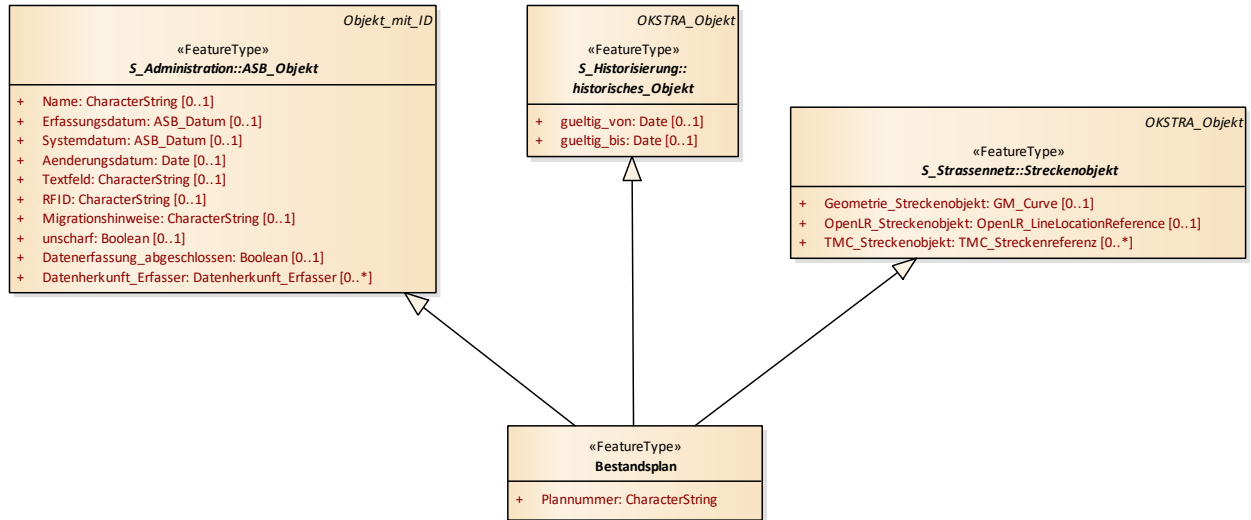 Objekt_mit_ID
«FeatureType»
S_Administration::ASB_Objekt
+ Name: CharacterString [0..1]
+ Erfassungsdatum: ASB_Datum [0..1]
+ Systemdatum: ASB_Datum [0..1]
+ Aenderungsdatum: Date [0..1]
+ Textfeld: CharacterString [0..1]
+ RFID: CharacterString [0..1]
+ Migrationshinweise: CharacterString [0..1]
+ unscharf: Boolean [0..1]
+ Datenerfassung_abgeschlossen: Boolean [0..1]
+ Datenherkunft_Erfasser: Datenherkunft_Erfasser [0..*]
OKSTRA_Objekt
«FeatureType»
S_Historisierung::
historisches_Objekt
+ gueltig_von: Date [0..1]
+ gueltig_bis: Date [0..1]
OKSTRA_Objekt
«FeatureType»
S_Strassennetz::Streckenobjekt
+ Geometrie_Streckenobjekt: GM_Curve [0..1]
+ OpenLR_Streckenobjekt: OpenLR_LineLocationReference [0..1]
+ TMC_Streckenobjekt: TMC_Streckenreferenz [0..*]
«FeatureType»
Bestandsplan
+ Plannummer: CharacterString